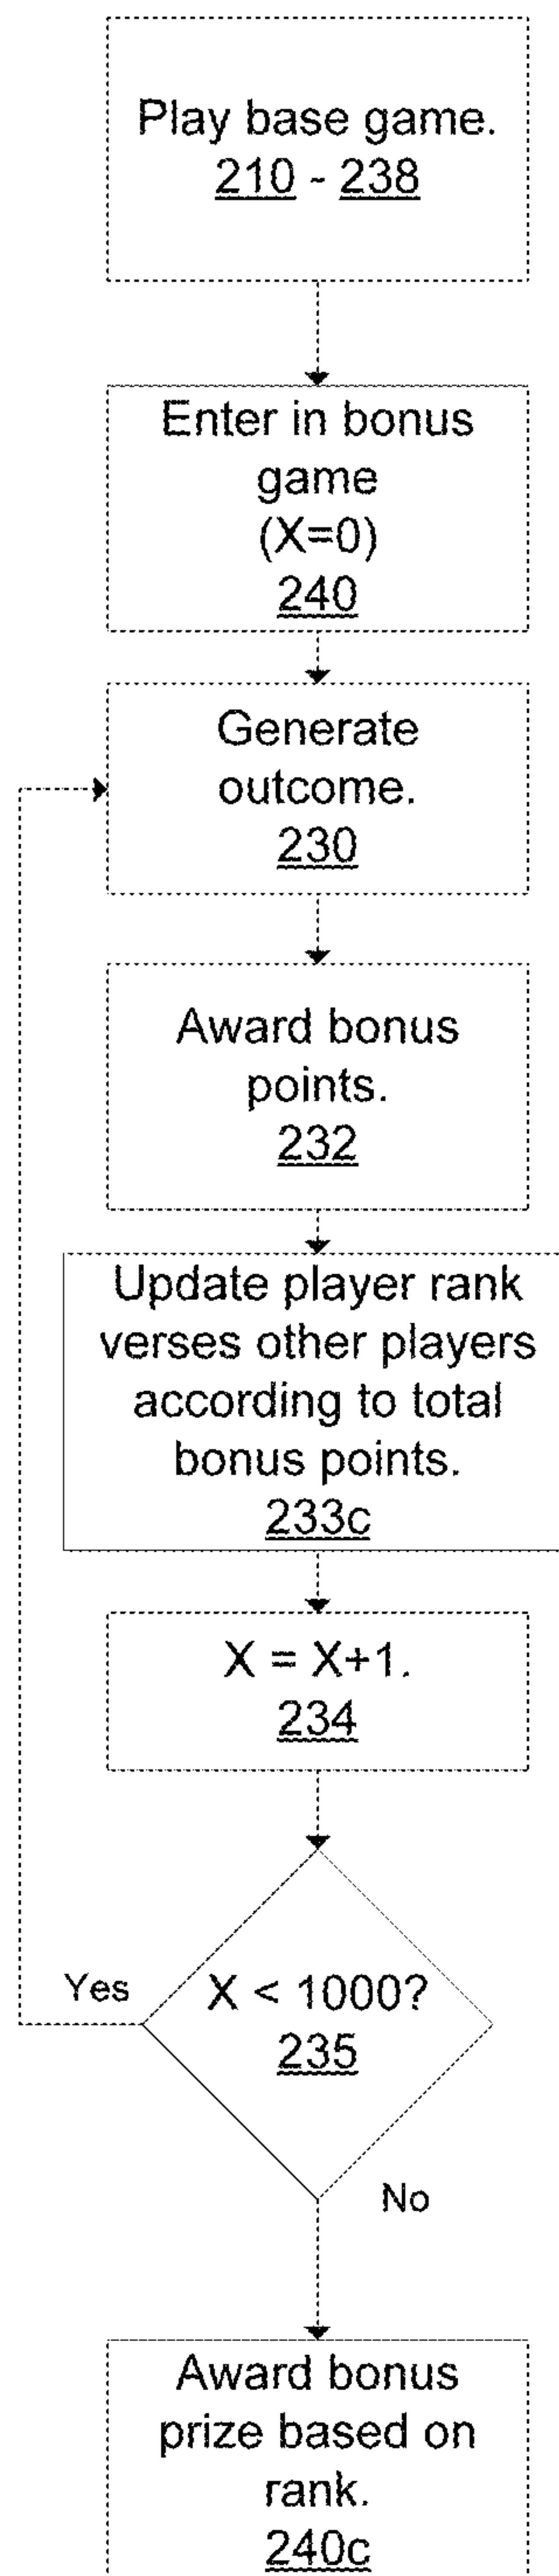 Play base game.
210 - 238
Enter in bonus
game
(X=0)
240
Generate
outcome.
230
Award bonus
points.
232
Update player rank
verses other players
according to total
bonus points.
233c
X = X+1.
234
Yes
X < 1000?
235
No
Award bonus
prize based on
rank.
240c